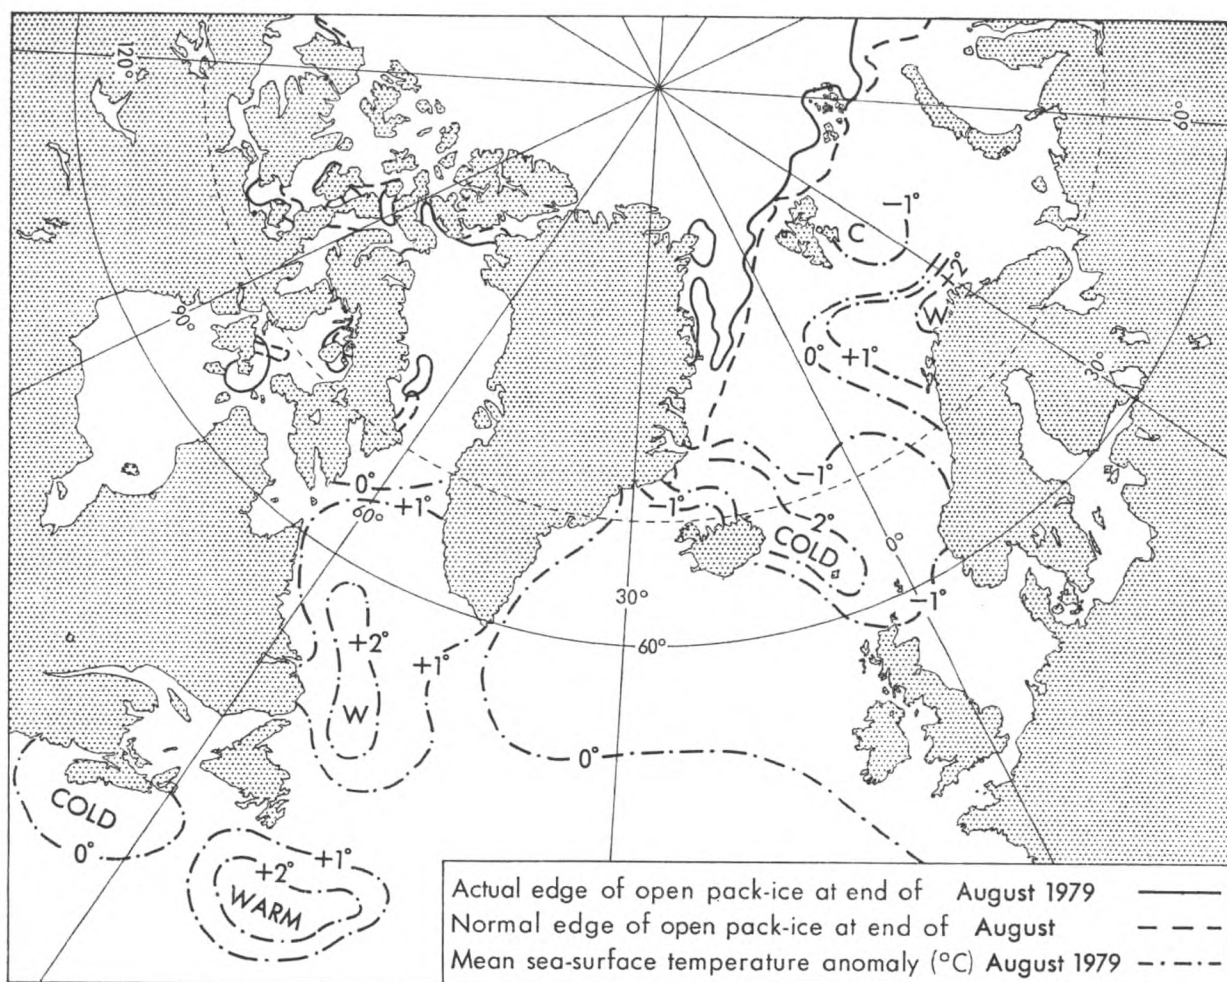 120°
60°
-1°
C
+2°
W
90°
0°
+1°
30°
0°
+1°
-1°
-1°
60°
2°
COLD
0°
30°
-1°
+2°
+1°
60°
W
0°
COLD
0°
+2°
+1°
WARM
Actual edge of open pack-ice at end of August 1979
Normal edge of open pack-ice at end of August
Mean sea-surface temperature anomaly (°C) August 1979